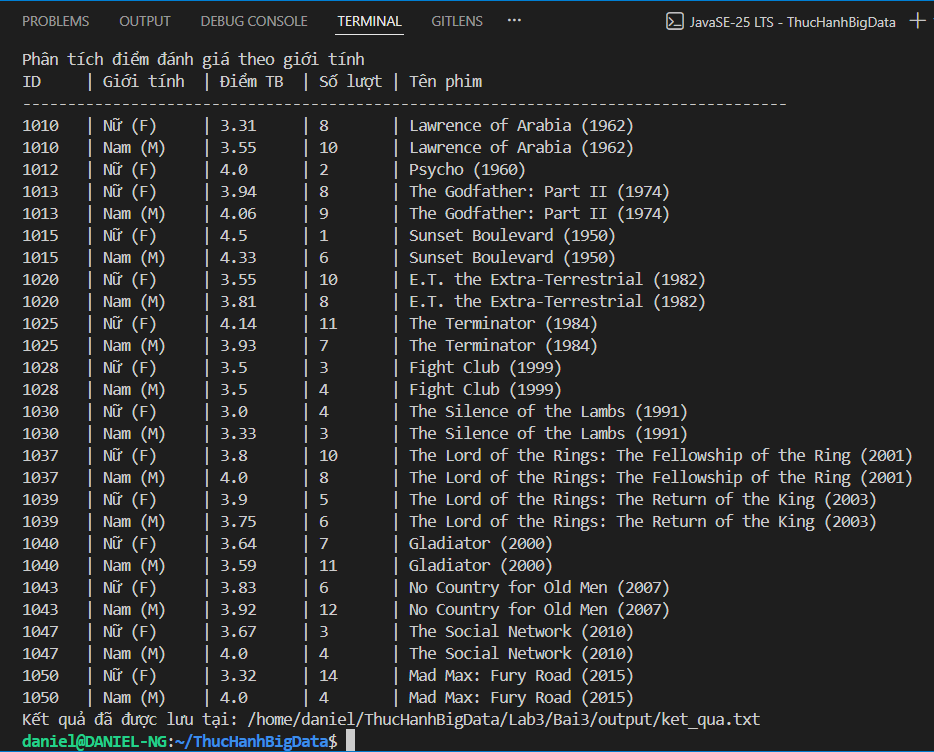 PROBLEMS OUTPUT DEBUG CONSOLE TERMINAL GITLENS ... JavaSE-25 LTS - ThucHanhBigData +
Phân tích điểm đánh giá theo giới tính
ID | Giới tính | Điểm TB | Số lượt | Tên phim
-------------------------------------------------------------------------------------
1010 | Nữ (F) | 3.31 | 8 | Lawrence of Arabia (1962)
1010 | Nam (M) | 3.55 | 10 | Lawrence of Arabia (1962)
1012 | Nữ (F) | 4.0 | 2 | Psycho (1960)
1013 | Nữ (F) | 3.94 | 8 | The Godfather: Part II (1974)
1013 | Nam (M) | 4.06 | 9 | The Godfather: Part II (1974)
1015 | Nữ (F) | 4.5 | 1 | Sunset Boulevard (1950)
1015 | Nam (M) | 4.33 | 6 | Sunset Boulevard (1950)
1020 | Nữ (F) | 3.55 | 10 | E.T. the Extra-Terrestrial (1982)
1020 | Nam (M) | 3.81 | 8 | E.T. the Extra-Terrestrial (1982)
1025 | Nữ (F) | 4.14 | 11 | The Terminator (1984)
1025 | Nam (M) | 3.93 | 7 | The Terminator (1984)
1028 | Nữ (F) | 3.5 | 3 | Fight Club (1999)
1028 | Nam (M) | 3.5 | 4 | Fight Club (1999)
1030 | Nữ (F) | 3.0 | 4 | The Silence of the Lambs (1991)
1030 | Nam (M) | 3.33 | 3 | The Silence of the Lambs (1991)
1037 | Nữ (F) | 3.8 | 10 | The Lord of the Rings: The Fellowship of the Ring (2001)
1037 | Nam (M) | 4.0 | 8 | The Lord of the Rings: The Fellowship of the Ring (2001)
1039 | Nữ (F) | 3.9 | 5 | The Lord of the Rings: The Return of the King (2003)
1039 | Nam (M) | 3.75 | 6 | The Lord of the Rings: The Return of the King (2003)
1040 | Nữ (F) | 3.64 | 7 | Gladiator (2000)
1040 | Nam (M) | 3.59 | 11 | Gladiator (2000)
1043 | Nữ (F) | 3.83 | 6 | No Country for Old Men (2007)
1043 | Nam (M) | 3.92 | 12 | No Country for Old Men (2007)
1047 | Nữ (F) | 3.67 | 3 | The Social Network (2010)
1047 | Nam (M) | 4.0 | 4 | The Social Network (2010)
1050 | Nữ (F) | 3.32 | 14 | Mad Max: Fury Road (2015)
1050 | Nam (M) | 4.0 | 4 | Mad Max: Fury Road (2015)
Kết quả đã được lưu tại: /home/daniel/ThucHanhBigData/Lab3/Bai3/output/ket_qua.txt
daniel@DANIEL-NG:~/ThucHanhBigData$